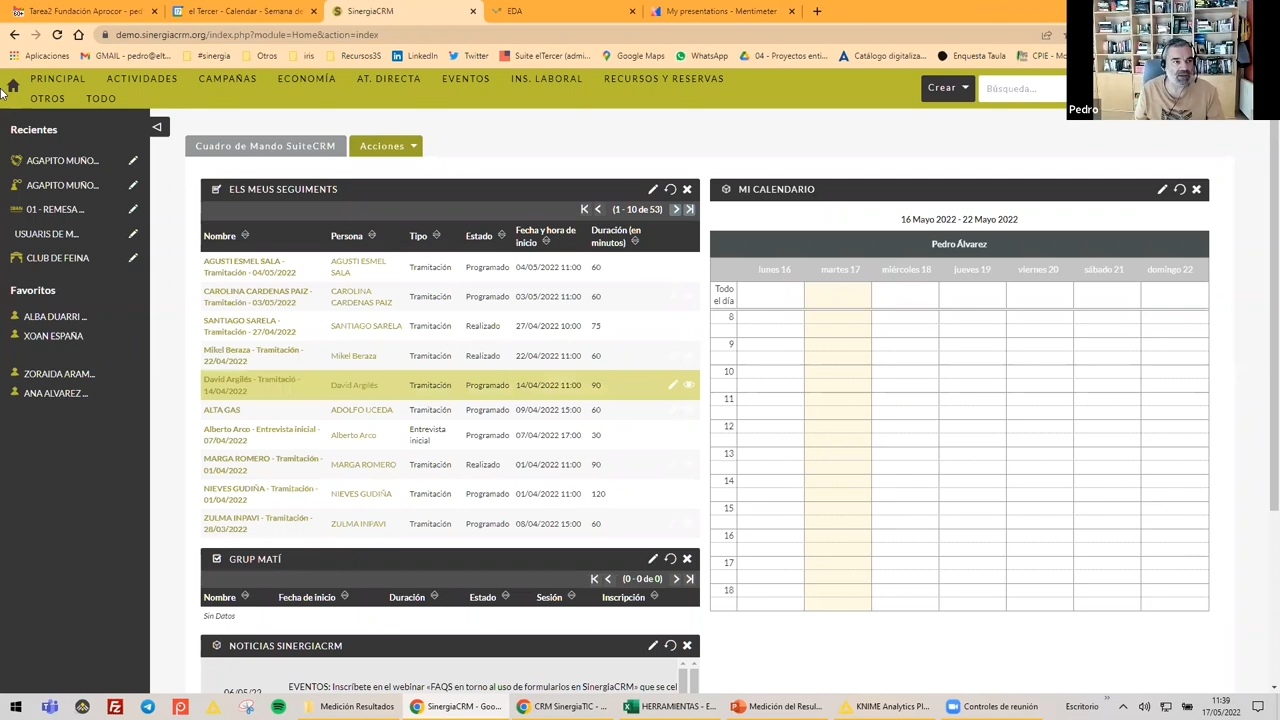 Tarea2 Fundación Aprocor - ped
el Tercer - Calendar - Semana de
SinergiaCRM
EDA
My presentations - Mentimeter
demo.sinergiacrm.org/index.php?module=Home&action=index
Aplicaciones
GMAIL - pedro@elt...
#sinergia
Otros
iris
Recursos3S
LinkedIn
Twitter
Suite elTercer (admi...
Google Maps
WhatsApp
04 - Proyectos enti...
Catálogo digitaliza...
Enquesta Taula
CPIE - M
Pedro
PRINCIPAL ACTIVIDADES CAMPAÑAS ECONOMÍA AT. DIRECTA EVENTOS INS. LABORAL RECURSOS Y RESERVAS
OTROS TODO
Crear
Búsqueda...
Recientes
AGAPITO MUÑO...
AGAPITO MUÑO...
01 - REMESA ...
USUARIS DE M...
CLUB DE FEINA
Favoritos
ALBA DUARRI ...
XOAN ESPAÑA
ZORAIDA ARAM...
ANA ALVAREZ ...
Cuadro de Mando SuiteCRM
Acciones
ELS MEUS SEGUIMENTS
(1 - 10 de 53)
Nombre Persona Tipo Estado Fecha y hora de inicio Duración (en minutos)
AGUSTI ESMEL SALA - Tramitación - 04/05/2022 AGUSTI ESMEL SALA Tramitación Programado 04/05/2022 11:00 60
CAROLINA CARDENAS PAIZ - Tramitación - 03/05/2022 CAROLINA CARDENAS PAIZ Tramitación Programado 03/05/2022 11:00 60
SANTIAGO SARELA - Tramitación - 27/04/2022 SANTIAGO SARELA Tramitación Realizado 27/04/2022 10:00 75
Mikel Beraza - Tramitación - 22/04/2022 Mikel Beraza Tramitación Realizado 22/04/2022 11:00 60
David Argilés - Tramitació - 14/04/2022 David Argilés Tramitación Programado 14/04/2022 11:00 90
ALTA GAS ADOLFO UCEDA Tramitación Programado 09/04/2022 15:00 60
Alberto Arco - Entrevista inicial - 07/04/2022 Alberto Arco Entrevista inicial Programado 07/04/2022 17:00 30
MARGA ROMERO - Tramitación - 01/04/2022 MARGA ROMERO Tramitación Realizado 01/04/2022 11:00 90
NIEVES GUDIÑA - Tramitación - 01/04/2022 NIEVES GUDIÑA Tramitación Programado 01/04/2022 11:00 120
ZULMA INPAVI - Tramitación - 28/03/2022 ZULMA INFAVI Tramitación Programado 08/04/2022 15:00 60
GRUP MATÍ
(0 - 0 de 0)
Nombre Fecha de inicio Duración Estado Sesión Inscripción
Sin Datos
NOTICIAS SINERGIACRM
06/05/22
EVENTOS: Inscríbete en el webinar «FAQS en torno al uso de formularios en SinergiaCRM» que se cel
MI CALENDARIO
16 Mayo 2022 - 22 Mayo 2022
Pedro Álvarez
lunes 16 martes 17 miércoles 18 jueves 19 viernes 20 sábado 21 domingo 22
Todo el día
8
9
10
11
12
13
14
15
16
17
18
Medición Resultados
SinergiaCRM - Goo...
CRM SinergiaTIC - ...
HERRAMIENTAS - E...
Medición del Resul...
KNIME Analytics Pl...
Controles de reunión
Escritorio
11:39
17/05/2022